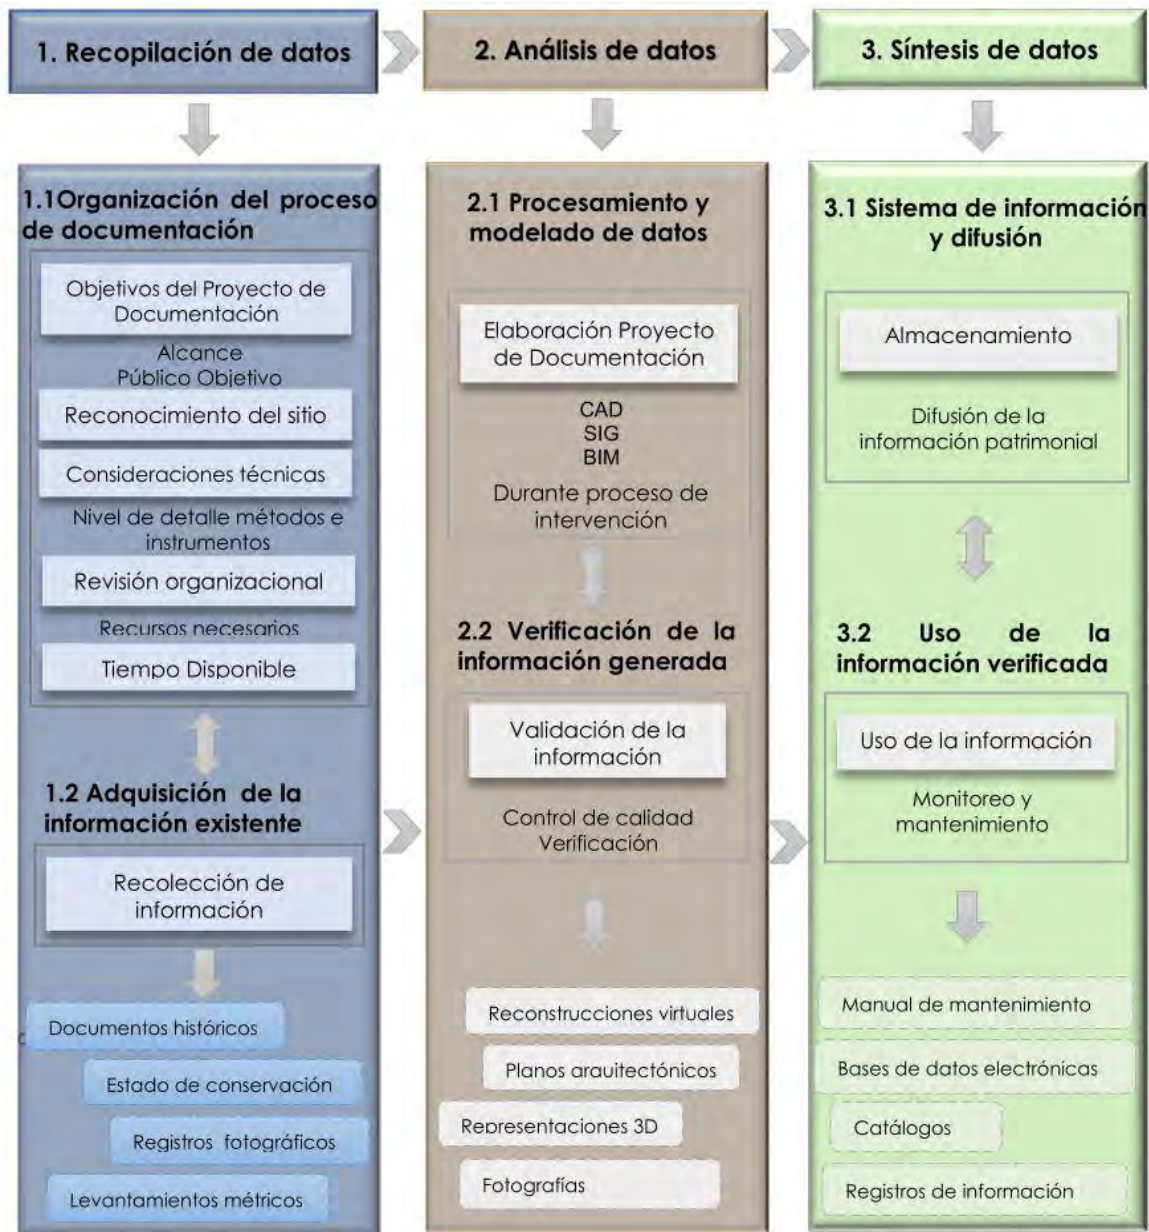 1. Recopilación de datos
2. Análisis de datos
3. Síntesis de datos
1.1Organización del proceso
de documentación
Objetivos del Proyecto de
Documentación
Alcance
Público Objetivo
Reconocimiento del sitio
Consideraciones técnicas
Nivel de detalle métodos e
instrumentos
Revisión organizacional
Recursos necesarios
Tiempo Disponible
1.2 Adquisición de la
información existente
Recolección de
información
Documentos históricos
Estado de conservación
Registros fotográficos
Levantamientos métricos
2.1 Procesamiento y
modelado de datos
Elaboración Proyecto
de Documentación
CAD
SIG
BIM
Durante proceso de
intervención
2.2 Verificación de la
información generada
Validación de la
información
Control de calidad
Verificación
Reconstrucciones virtuales
Planos arauitectónicos
Representaciones 3D
Fotografías
3.1 Sistema de información
y difusión
Almacenamiento
Difusión de la
información patrimonial
3.2 Uso de la
información verificada
Uso de la información
Monitoreo y
mantenimiento
Manual de mantenimiento
Bases de datos electrónicas
Catálogos
Registros de información